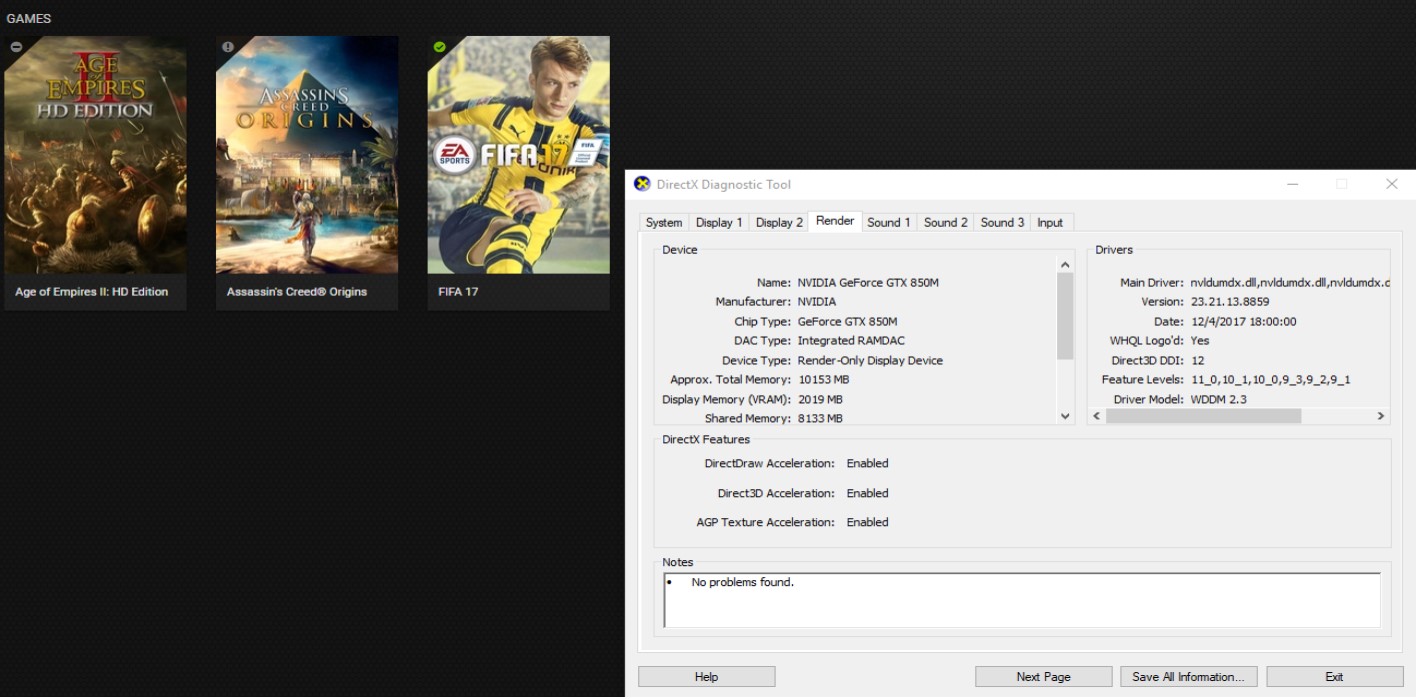 GAMES
AGE
of
EMPIRES
II
HD EDITION
ASSASSIN'S
CREED
ORIGINS
EA
SPORTS
FIFA 17
FIFA
Age of Empires II: HD Edition
Assassin's Creed® Origins
FIFA 17
DirectX Diagnostic Tool
System
Display 1
Display 2
Render
Sound 1
Sound 2
Sound 3
Input
Device
Name: NVIDIA GeForce GTX 850M
Manufacturer: NVIDIA
Chip Type: GeForce GTX 850M
DAC Type: Integrated RAMDAC
Device Type: Render-Only Display Device
Approx. Total Memory: 10153 MB
Display Memory (VRAM): 2019 MB
Shared Memory: 8133 MB
Drivers
Main Driver: nvldumdx.dll,nvldumdx.dll,nvldumdx.d
Version: 23.21.13.8859
Date: 12/4/2017 18:00:00
WHQL Logo'd: Yes
Direct3D DDI: 12
Feature Levels: 11_0,10_1,10_0,9_3,9_2,9_1
Driver Model: WDDM 2.3
DirectX Features
DirectDraw Acceleration: Enabled
Direct3D Acceleration: Enabled
AGP Texture Acceleration: Enabled
Notes
• No problems found.
Help
Next Page
Save All Information...
Exit